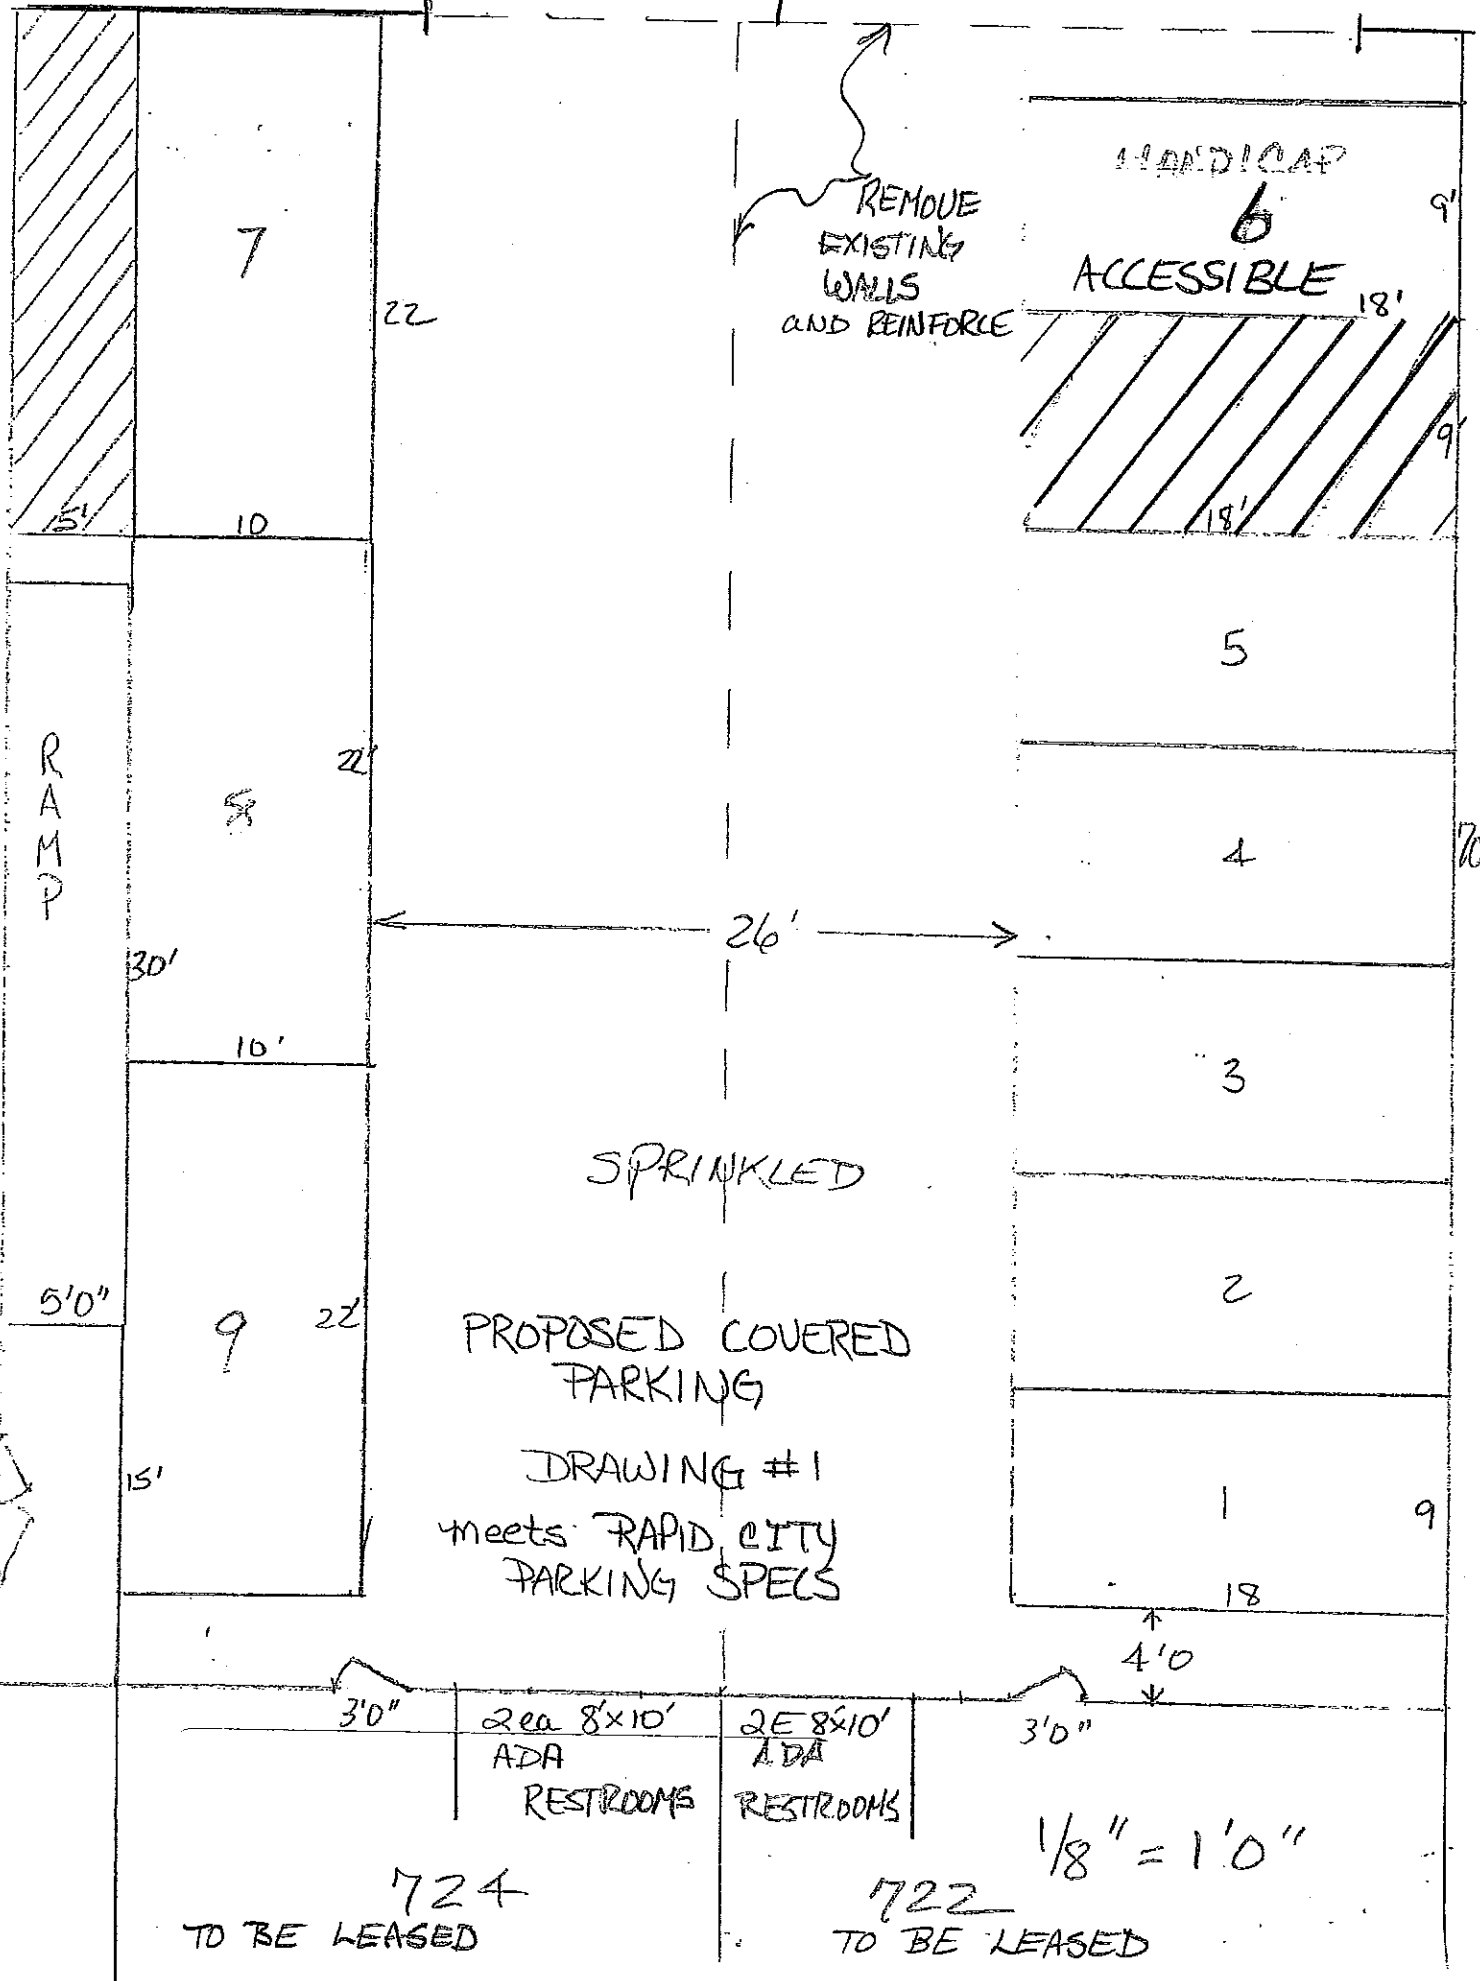 7
22
15'
10
REMOVE
EXISTING
WALLS
AND REINFORCE
HANDICAP
6
ACCESSIBLE
9'
18'
9'
18'
5
RAMP
22'
8
4
26'
30'
10'
3
SPRINKLED
2
5'0"
9
22'
PROPOSED COVERED
PARKING
DRAWING #1
meets RAPID CITY
PARKING SPECS
15'
1
9
18
4'0
3'0"
2ea 8'x10'
ADA
RESTROOMS
2E 8'x10'
ADA
RESTROOMS
3'0"
1/8" = 1'0"
724
TO BE LEASED
722
TO BE LEASED